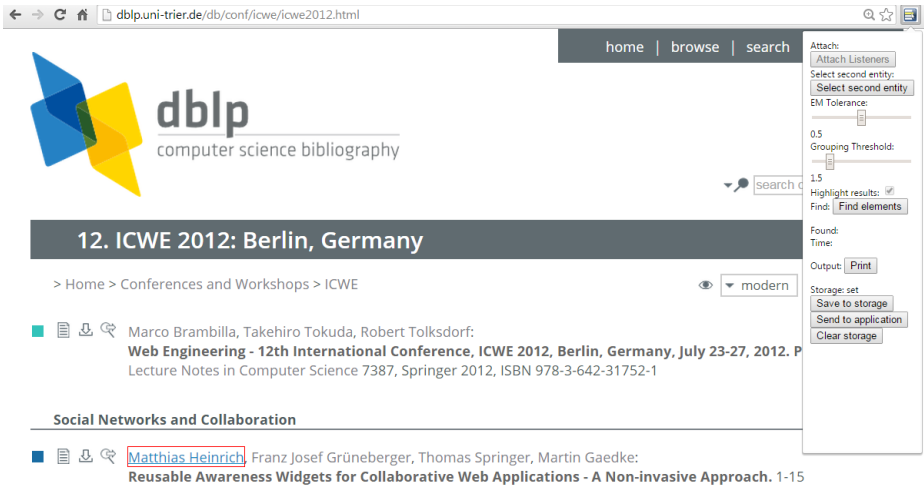 dblp.uni-trier.de/db/conf/icwe/icwe2012.html
home | browse | search
dblp
computer science bibliography
search
12. ICWE 2012: Berlin, Germany
> Home > Conferences and Workshops > ICWE
modern
Marco Brambilla, Takehiro Tokuda, Robert Tolksdorf:
Web Engineering - 12th International Conference, ICWE 2012, Berlin, Germany, July 23-27, 2012. P
Lecture Notes in Computer Science 7387, Springer 2012, ISBN 978-3-642-31752-1
Social Networks and Collaboration
Matthias Heinrich, Franz Josef Grüneberger, Thomas Springer, Martin Gaedke:
Reusable Awareness Widgets for Collaborative Web Applications - A Non-invasive Approach. 1-15
Attach:
Attach Listeners
Select second entity:
Select second entity
EM Tolerance:
0.5
Grouping Threshold:
1.5
Highlight results:
Find: Find elements
Found:
Time:
Output: Print
Storage: set
Save to storage
Send to application
Clear storage